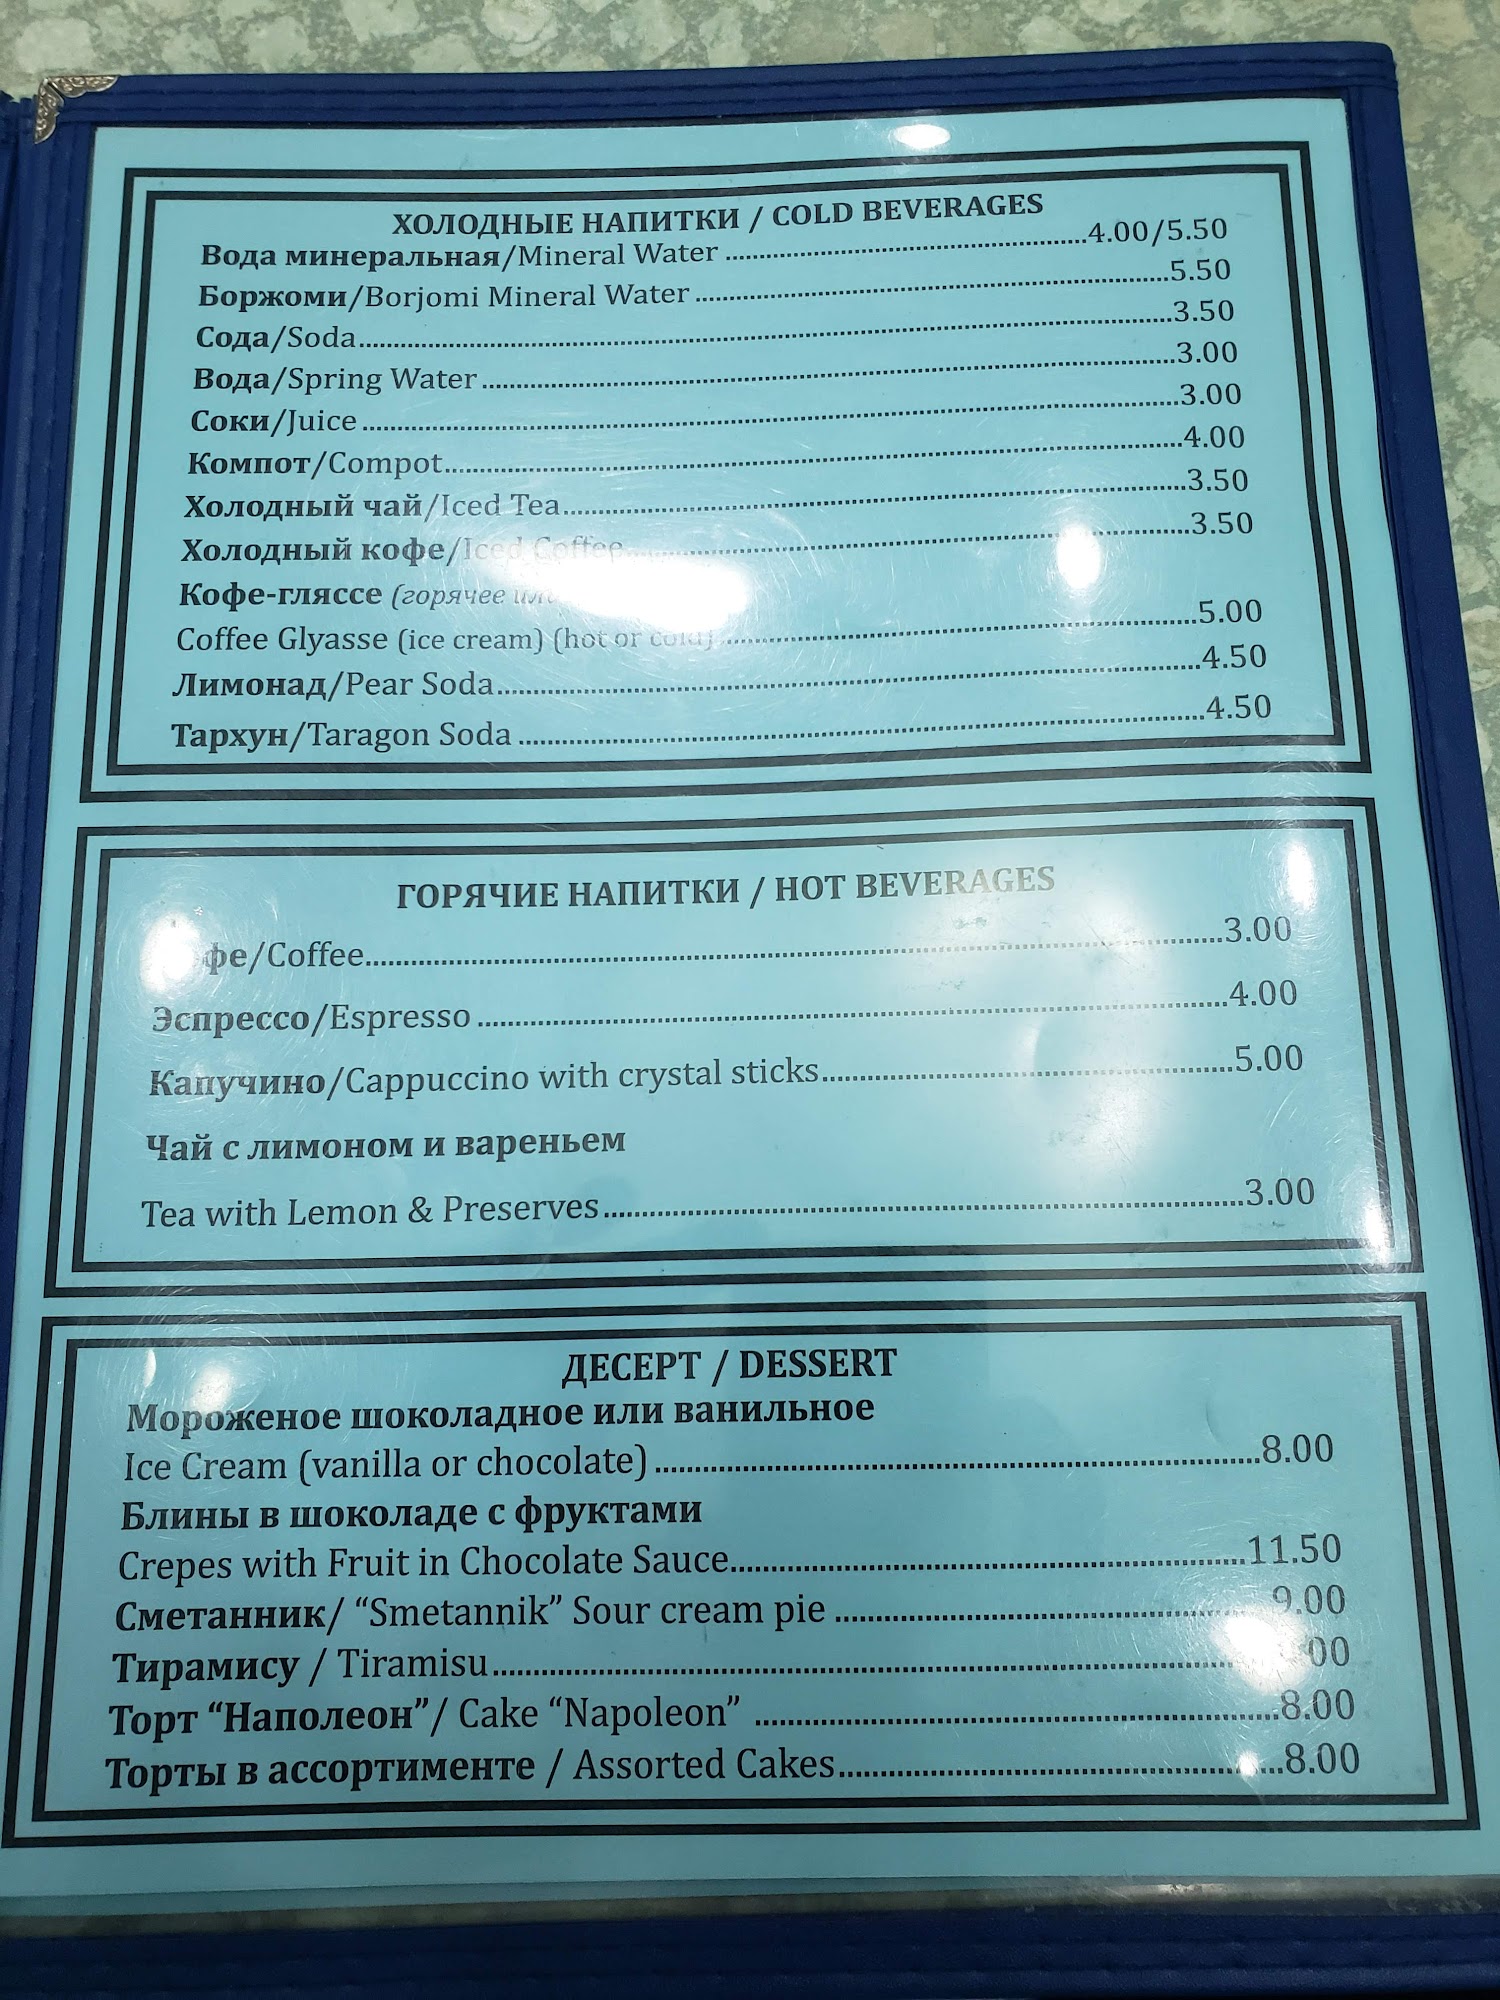 ХОЛОДНЫЕ НАПИТКИ / COLD BEVERAGES
Вода минеральная/Mineral Water ........4.00/5.50
Боржоми/Borjomi Mineral Water ........5.50
Сода/Soda........3.50
Вода/Spring Water ........3.00
Соки/Juice ........3.00
Компот/Compot........4.00
Холодный чай/Iced Tea........3.50
Холодный кофе/Iced Coffee........3.50
Кофе-гляссе (горячее
Coffee Glyasse (ice cream) (hot or cold) ........5.00
Лимонад/Pear Soda........4.50
Тархун/Taragon Soda ........4.50
ГОРЯЧИЕ НАПИТКИ / HOT BEVERAGES
фе/Coffee........3.00
Эспрессо/Espresso ........4.00
Капучино/Cappuccino with crystal sticks........5.00
Чай с лимоном и вареньем
Tea with Lemon & Preserves........3.00
ДЕСЕРТ / DESSERT
Мороженое шоколадное или ванильное
Ice Cream (vanilla or chocolate) ........8.00
Блины в шоколаде с фруктами
Crepes with Fruit in Chocolate Sauce........11.50
Сметанник/ “Smetannik” Sour cream pie ........9.00
Тирамису / Tiramisu........00
Торт “Наполеон”/ Cake “Napoleon” ........8.00
Торты в ассортименте / Assorted Cakes........8.00